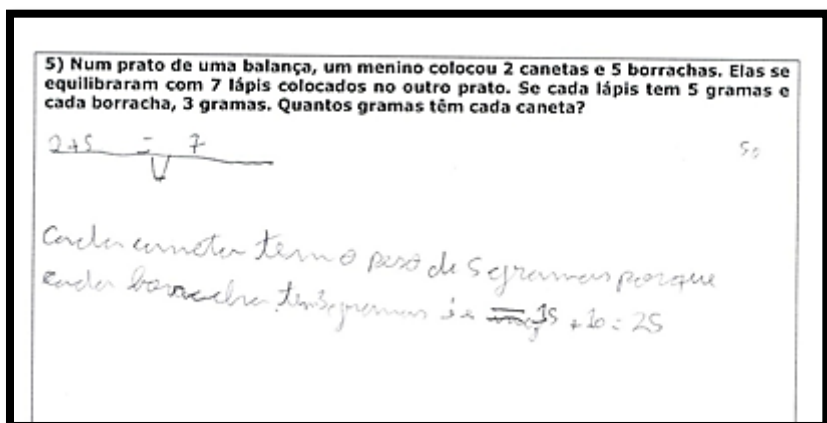 5) Num prato de uma balança, um menino colocou 2 canetas e 5 borrachas. Elas se
equilibraram com 7 lápis colocados no outro prato. Se cada lápis tem 5 gramas e
cada borracha, 3 gramas. Quantos gramas têm cada caneta?
2+5 = 7
Cada caneta tem o peso de 5 gramas porque
cada borracha tem 3 gramas 15 + 10 = 25